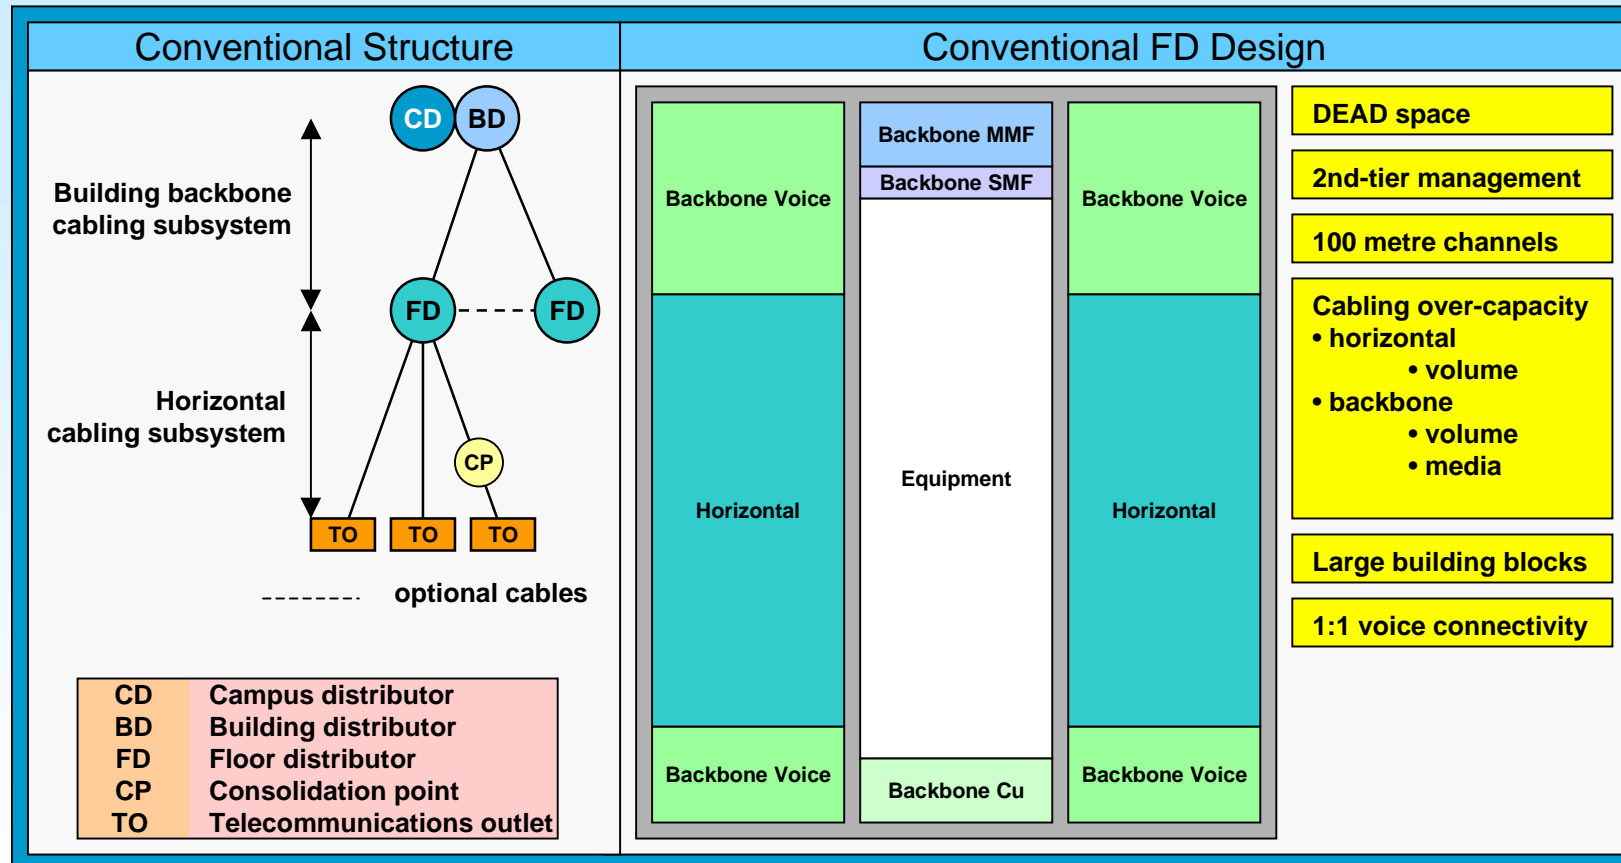 Conventional Structure
CD
BD
Building backbone
cabling subsystem
FD
FD
Horizontal
cabling subsystem
CP
TO
TO
TO
optional cables
CD Campus distributor
BD Building distributor
FD Floor distributor
CP Consolidation point
TO Telecommunications outlet
Conventional FD Design
Backbone Voice
Horizontal
Backbone Voice
Backbone MMF
Backbone SMF
Equipment
Backbone Cu
Backbone Voice
Horizontal
Backbone Voice
DEAD space
2nd-tier management
100 metre channels
Cabling over-capacity
• horizontal
• volume
• backbone
• volume
• media
Large building blocks
1:1 voice connectivity